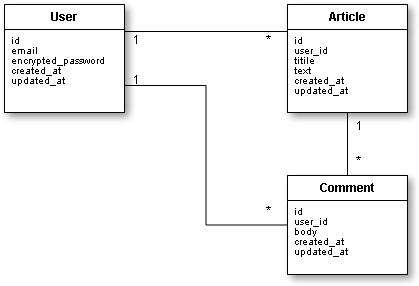 User
id
email
encrypted_password
created_at
updated_at
1
*
1
Article
id
user_id
titile
text
created_at
updated_at
1
*
*
Comment
id
user_id
body
created_at
updated_at